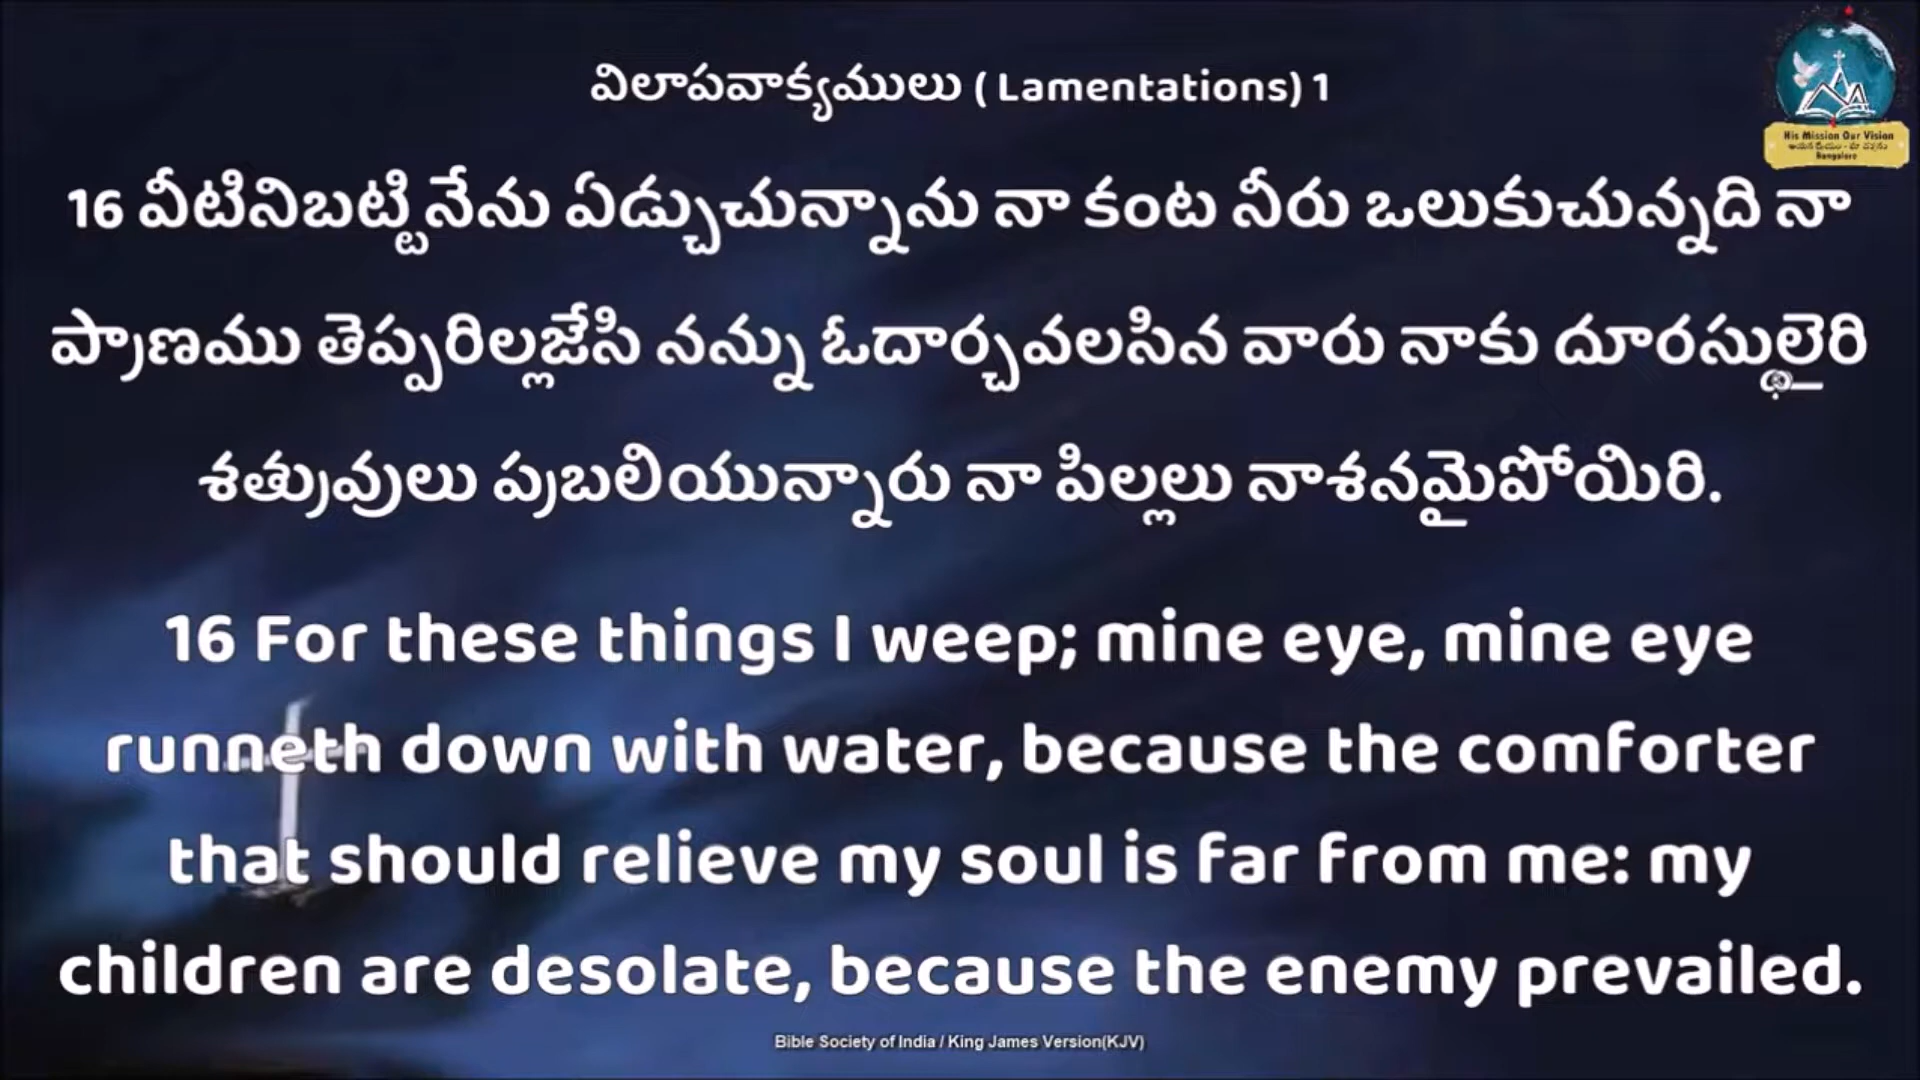 విలాపవాక్యములు ( Lamentations) 1
16 వీటినిబట్టి నేను ఏడ్చుచున్నాను నా కంట నీరు ఒలుకుచున్నది నా
ప్రాణము తెప్పరిల్లజేసి నన్ను ఓదార్చవలసిన వారు నాకు దూరస్థులైరి
శత్రువులు ప్రబలియున్నారు నా పిల్లలు నాశనమైపోయిరి.
16 For these things I weep; mine eye, mine eye
runneth down with water, because the comforter
that should relieve my soul is far from me: my
children are desolate, because the enemy prevailed.
Bible Society of India / King James Version(KJV)
His Mission Our Vision
Bangalore